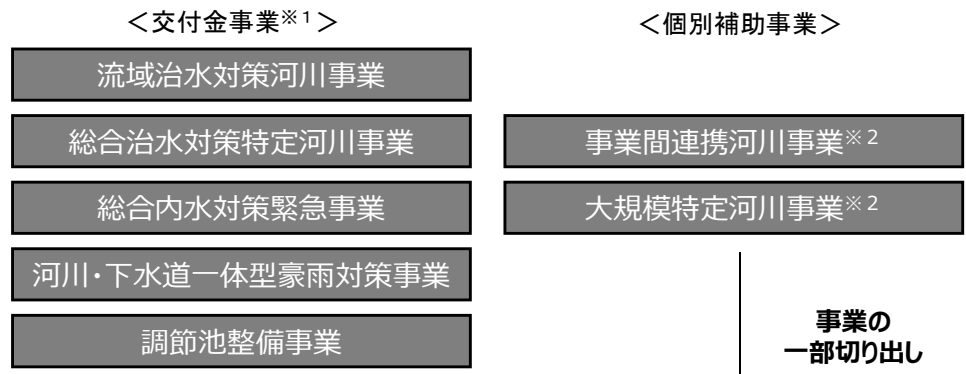 ＜交付金事業※１＞
流域治水対策河川事業
総合治水対策特定河川事業
総合内水対策緊急事業
河川・下水道一体型豪雨対策事業
調節池整備事業
＜個別補助事業＞
事業間連携河川事業※２
大規模特定河川事業※２
事業の
一部切り出し